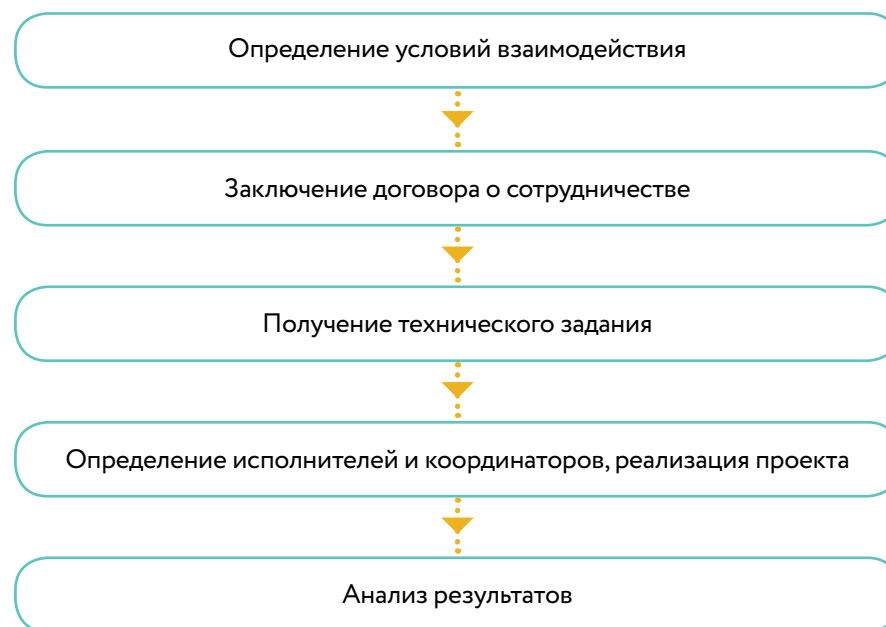 Определение условий взаимодействия
Заключение договора о сотрудничестве
Получение технического задания
Определение исполнителей и координаторов, реализация проекта
Анализ результатов